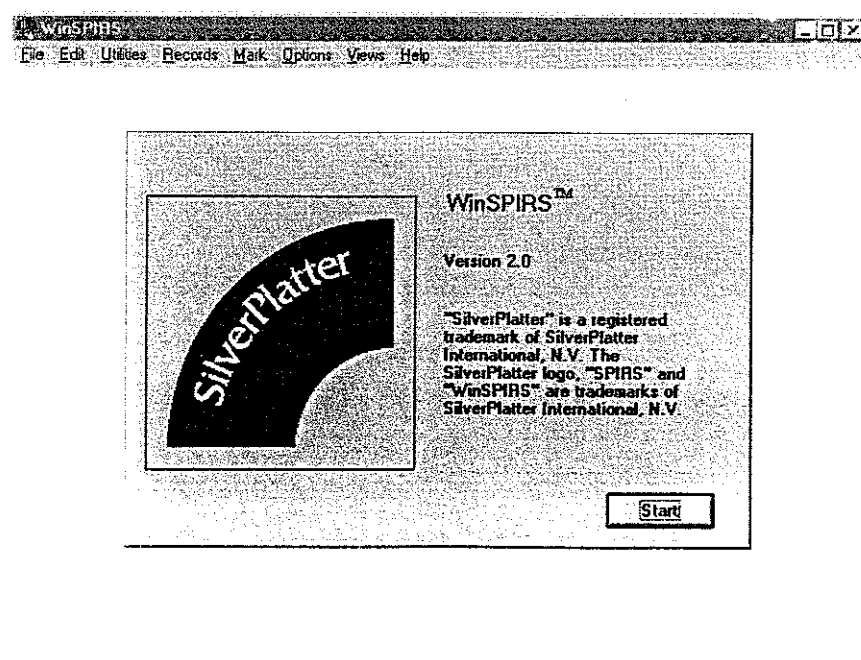 WinSPIRS
File Edit Utilities Records Mark Options Views Help
SilverPlatter
WinSPIRS™
Version 2.0
"SilverPlatter" is a registered
trademark of SilverPlatter
International, N.V. The
SilverPlatter logo, "SPIRS" and
"WinSPIRS" are trademarks of
SilverPlatter International, N.V.
Start